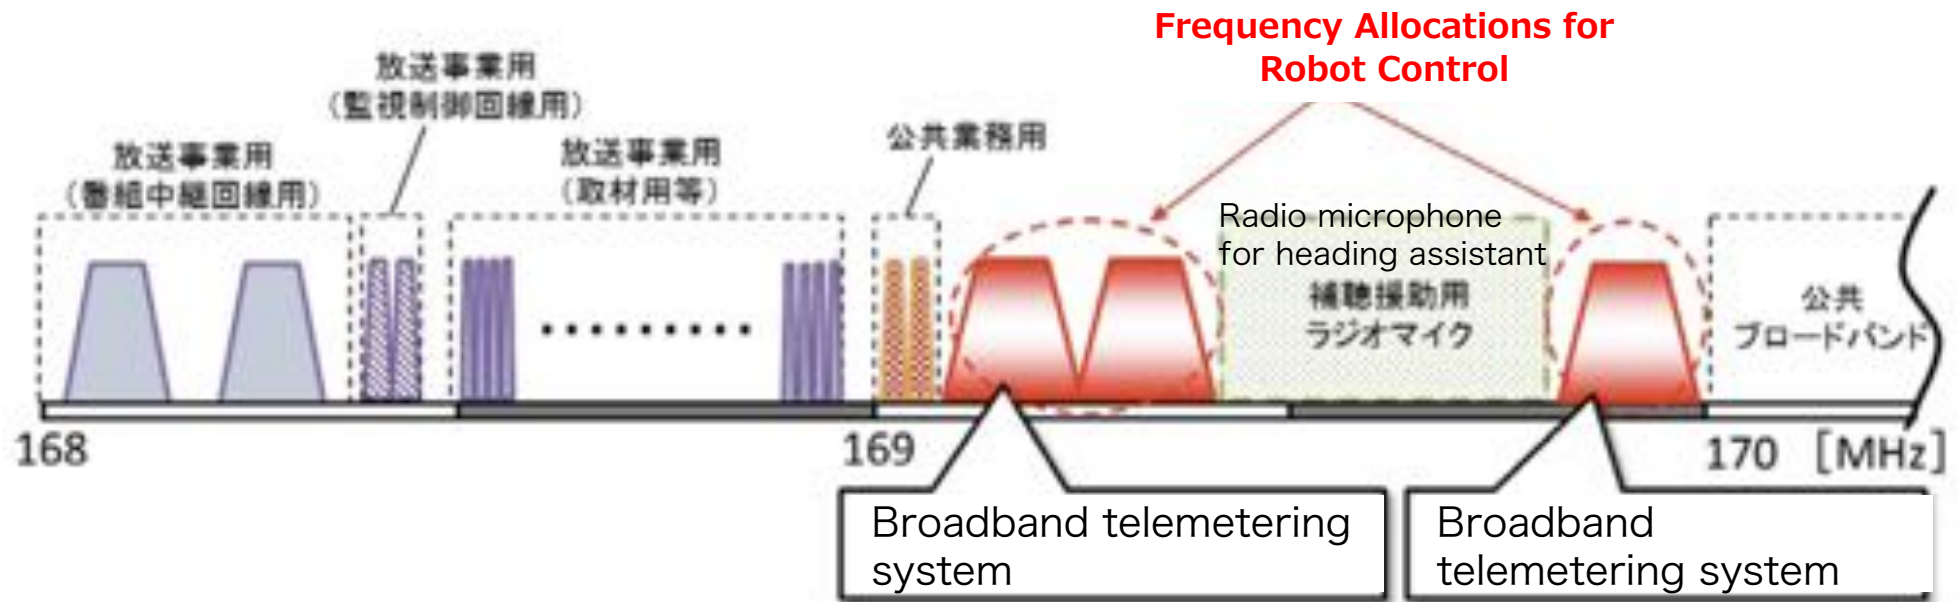 Frequency Allocations for
Robot Control
放送事業用
（監視制御回線用）
放送事業用
（番組中継回線用）
放送事業用
（取材用等）
公共業務用
Radio microphone
for heading assistant
補聴援助用
ラジオマイク
公共
ブロードバンド
168
169
170 [MHz]
Broadband telemetering
system
Broadband
telemetering system